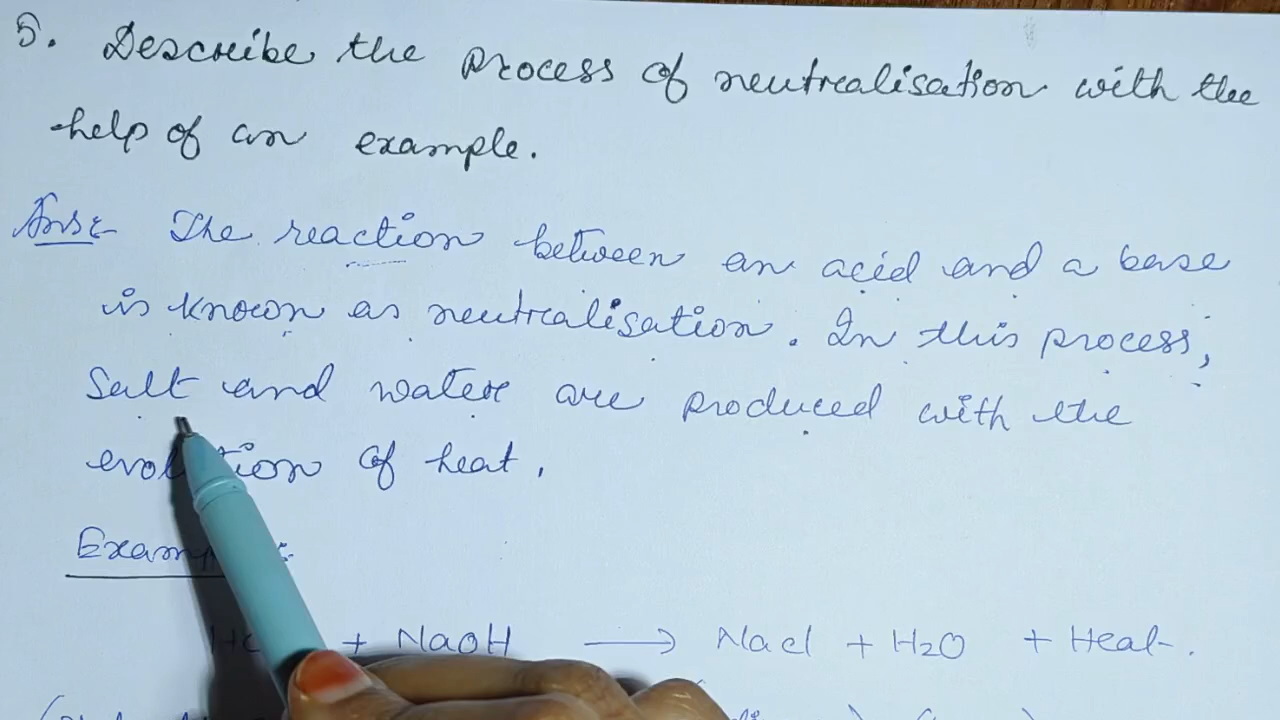 5. Describe the process of neutralisation with the
help of an example.
Ans:- The reaction between an acid and a base
is known as neutralisation. In this process,
Salt and water are produced with the
evolution of heat.
Example:-
+ NaOH → Nacl + H2O + Heat.